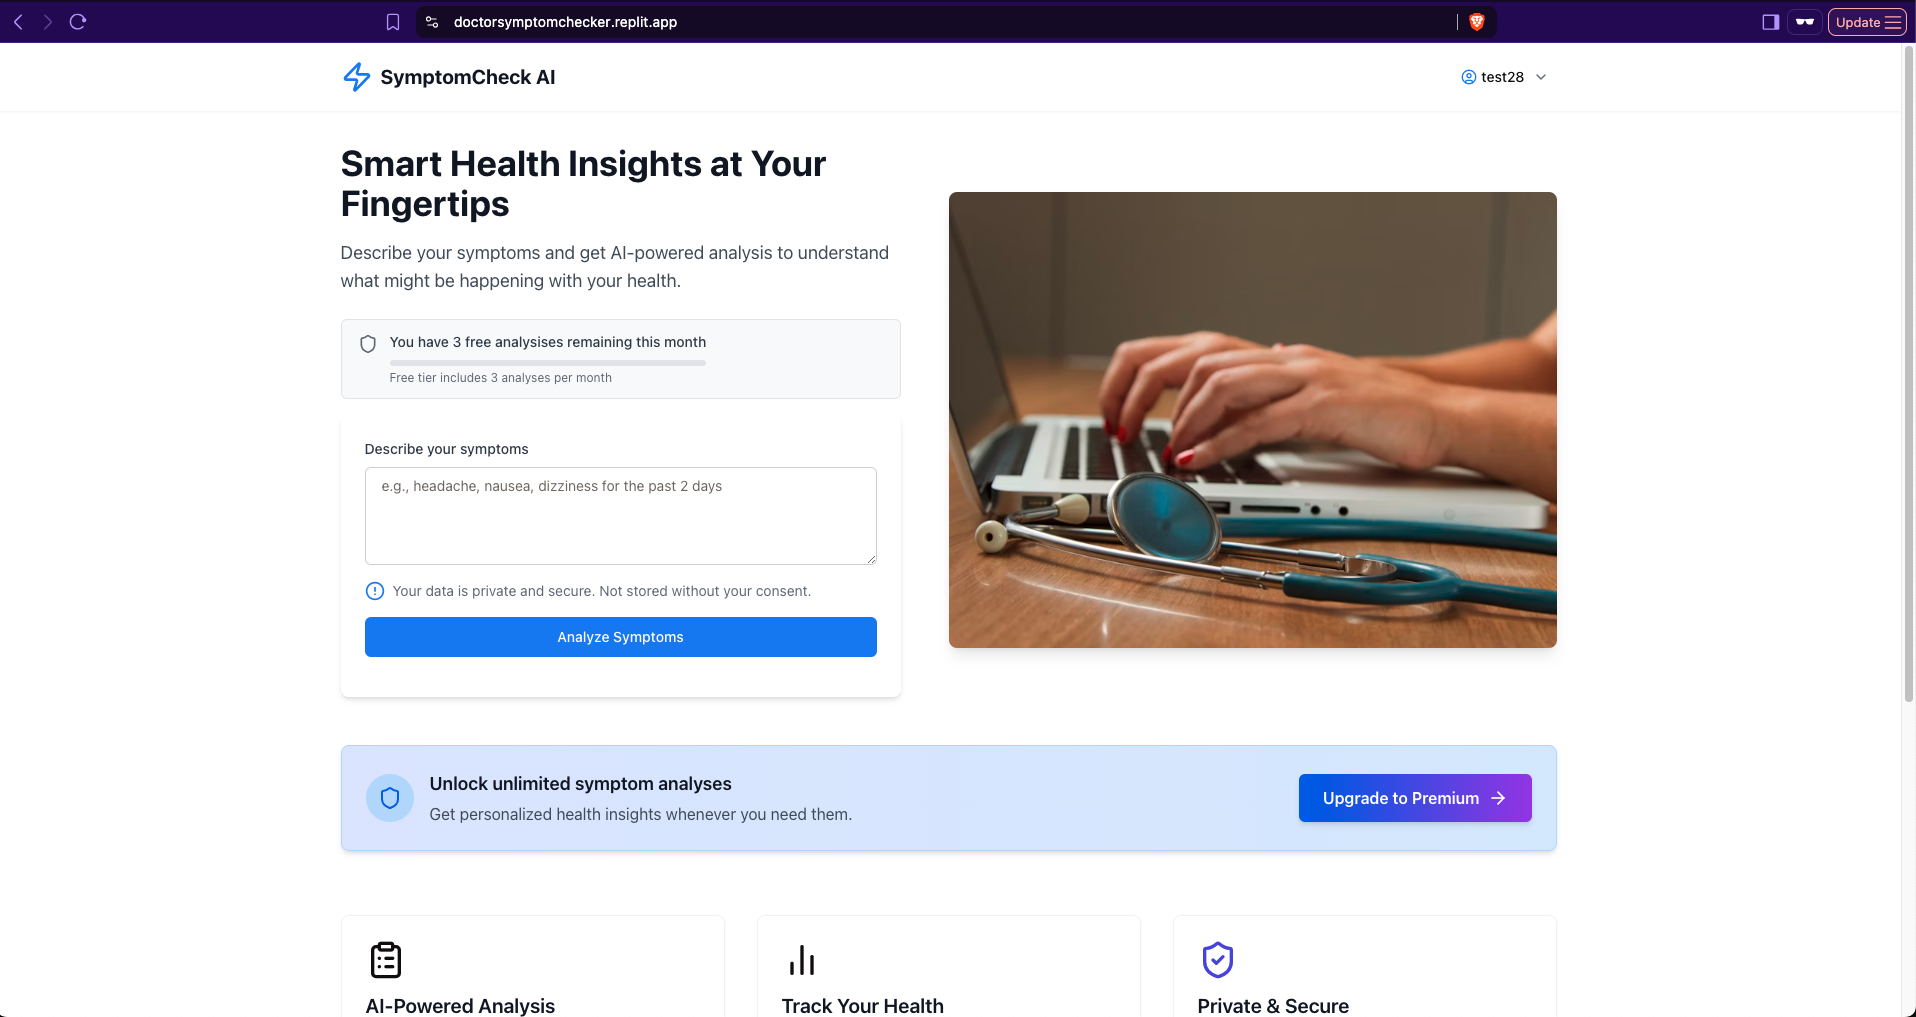 doctorsymptomchecker.replit.app
Update
SymptomCheck AI
test28
Smart Health Insights at Your
Fingertips
Describe your symptoms and get AI-powered analysis to understand
what might be happening with your health.
You have 3 free analysises remaining this month
Free tier includes 3 analyses per month
Describe your symptoms
e.g., headache, nausea, dizziness for the past 2 days
Your data is private and secure. Not stored without your consent.
Analyze Symptoms
Unlock unlimited symptom analyses
Get personalized health insights whenever you need them.
Upgrade to Premium
AI-Powered Analysis
Track Your Health
Private & Secure